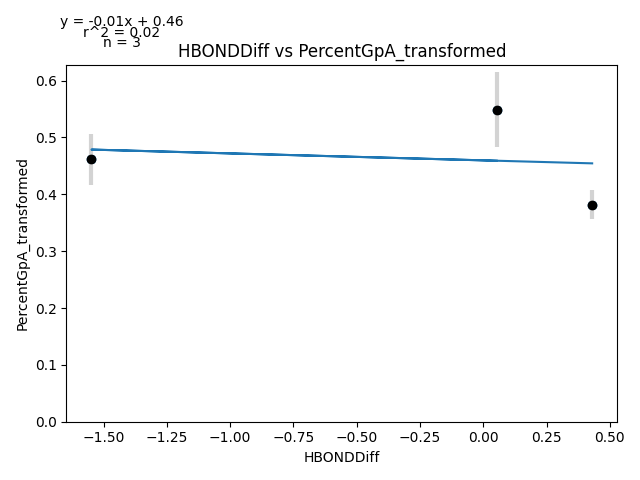 y = -0.01x + 0.46
r^2 = 0.02
n = 3
HBONDDiff vs PercentGpA_transformed
0.6
0.5
0.4
0.3
0.2
0.1
0.0
PercentGpA_transformed
−1.50 −1.25 −1.00 −0.75 −0.50 −0.25 0.00 0.25 0.50
HBONDDiff